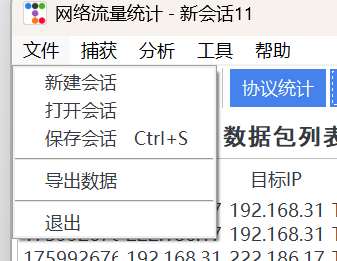 网络流量统计 - 新会话11
文件 捕获 分析 工具 帮助
新建会话
打开会话
保存会话 Ctrl+S
导出数据
退出
协议统计
数据包列表
目标IP
192.168.31
192.168.31
222.186.17